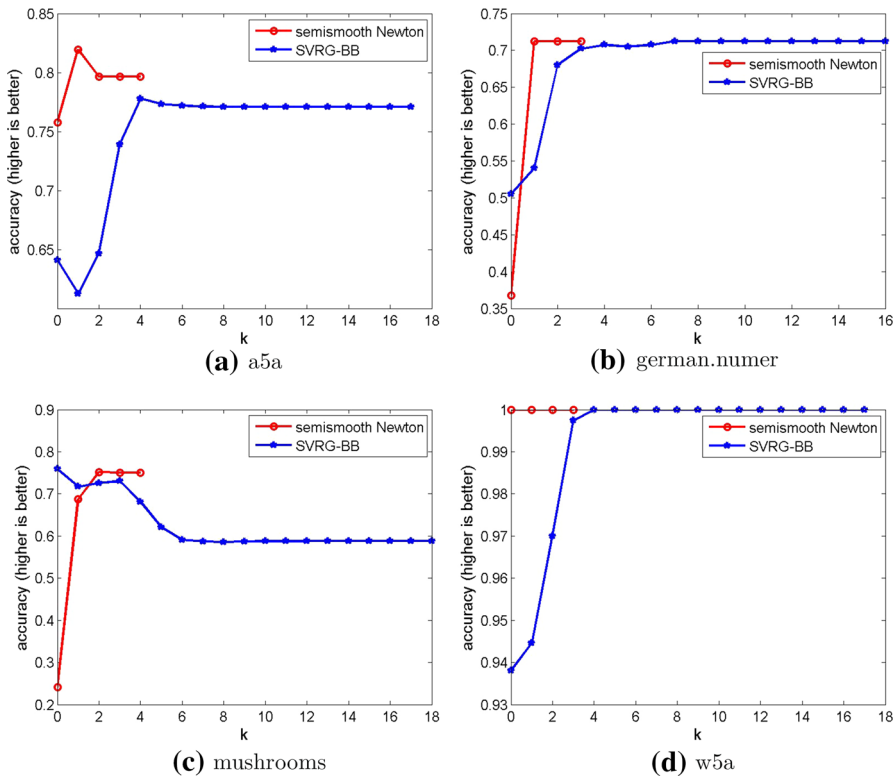 0.85
0.8
0.75
0.7
0.65
accuracy (higher is better)
semismooth Newton
SVRG-BB
0 2 4 6 8 10 12 14 16 18
k
(a) a5a
0.75
0.7
0.65
0.6
0.55
0.5
0.45
0.4
0.35
accuracy (higher is better)
semismooth Newton
SVRG-BB
0 2 4 6 8 10 12 14 16
k
(b) german.numer
0.9
0.8
0.7
0.6
0.5
0.4
0.3
0.2
accuracy (higher is better)
semismooth Newton
SVRG-BB
0 2 4 6 8 10 12 14 16 18
k
(c) mushrooms
1
0.99
0.98
0.97
0.96
0.95
0.94
0.93
accuracy (higher is better)
semismooth Newton
SVRG-BB
0 2 4 6 8 10 12 14 16 18
k
(d) w5a